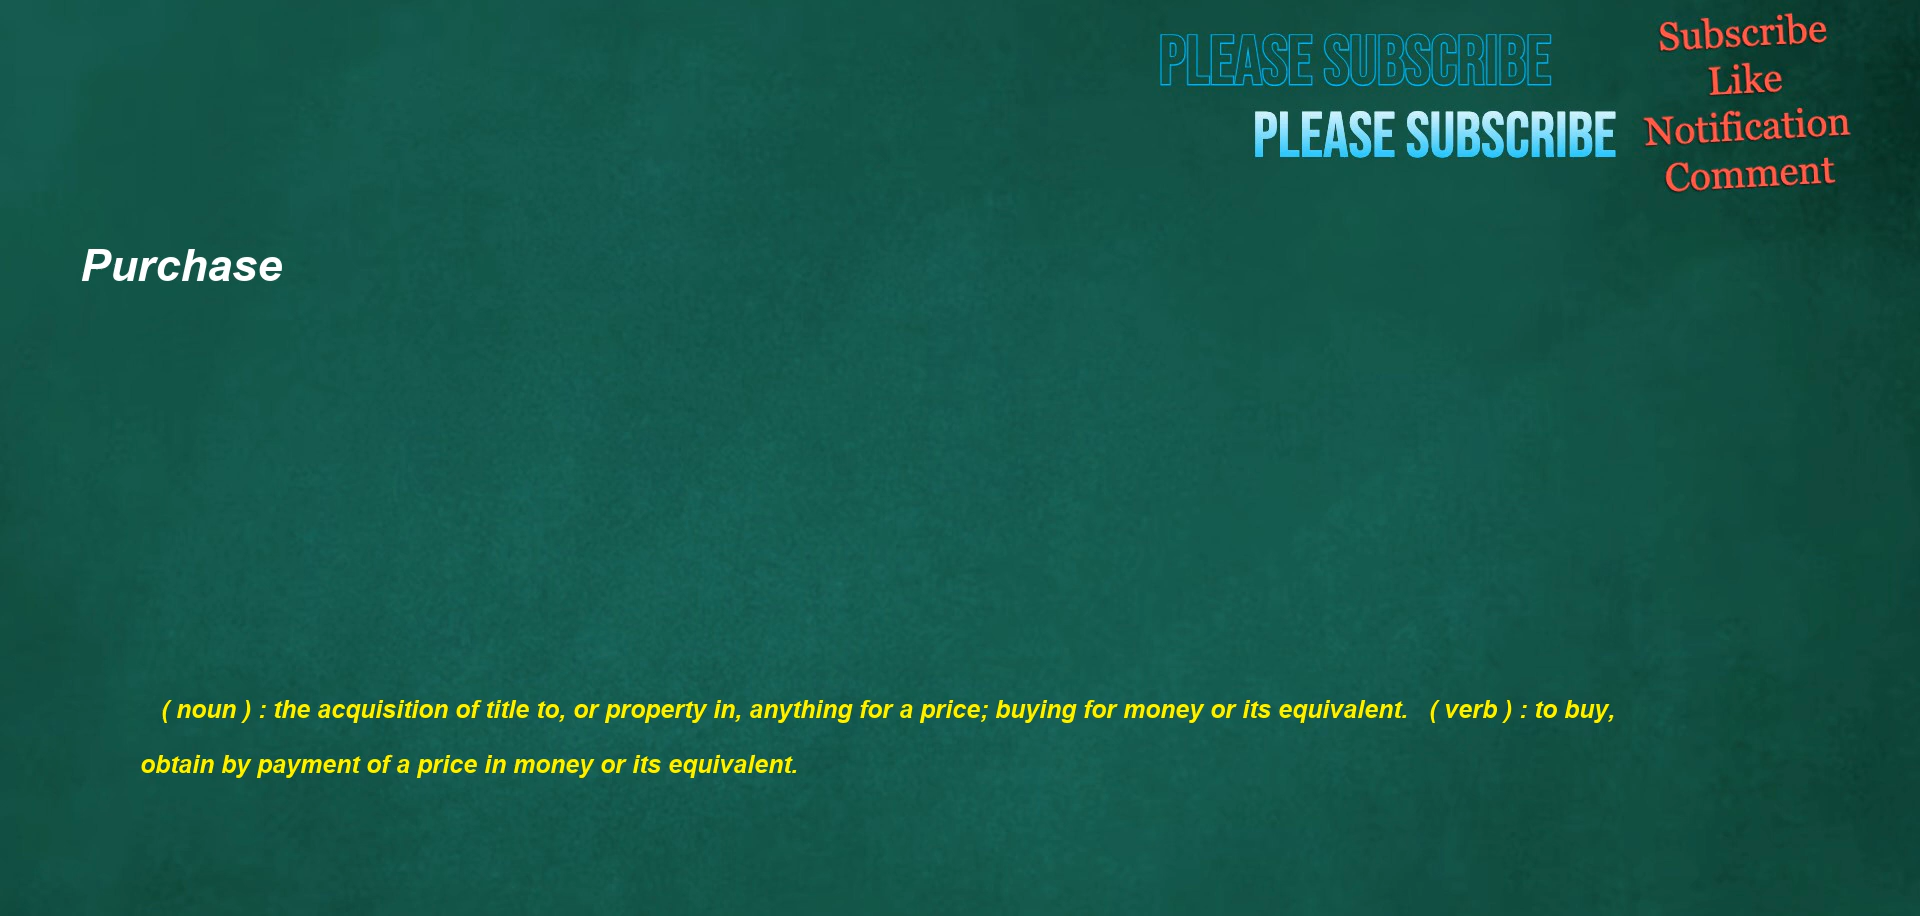 PLEASE SUBSCRIBE
PLEASE SUBSCRIBE
Subscribe
Like
Notification
Comment
Purchase
( noun ) : the acquisition of title to, or property in, anything for a price; buying for money or its equivalent.   ( verb ) : to buy,
obtain by payment of a price in money or its equivalent.